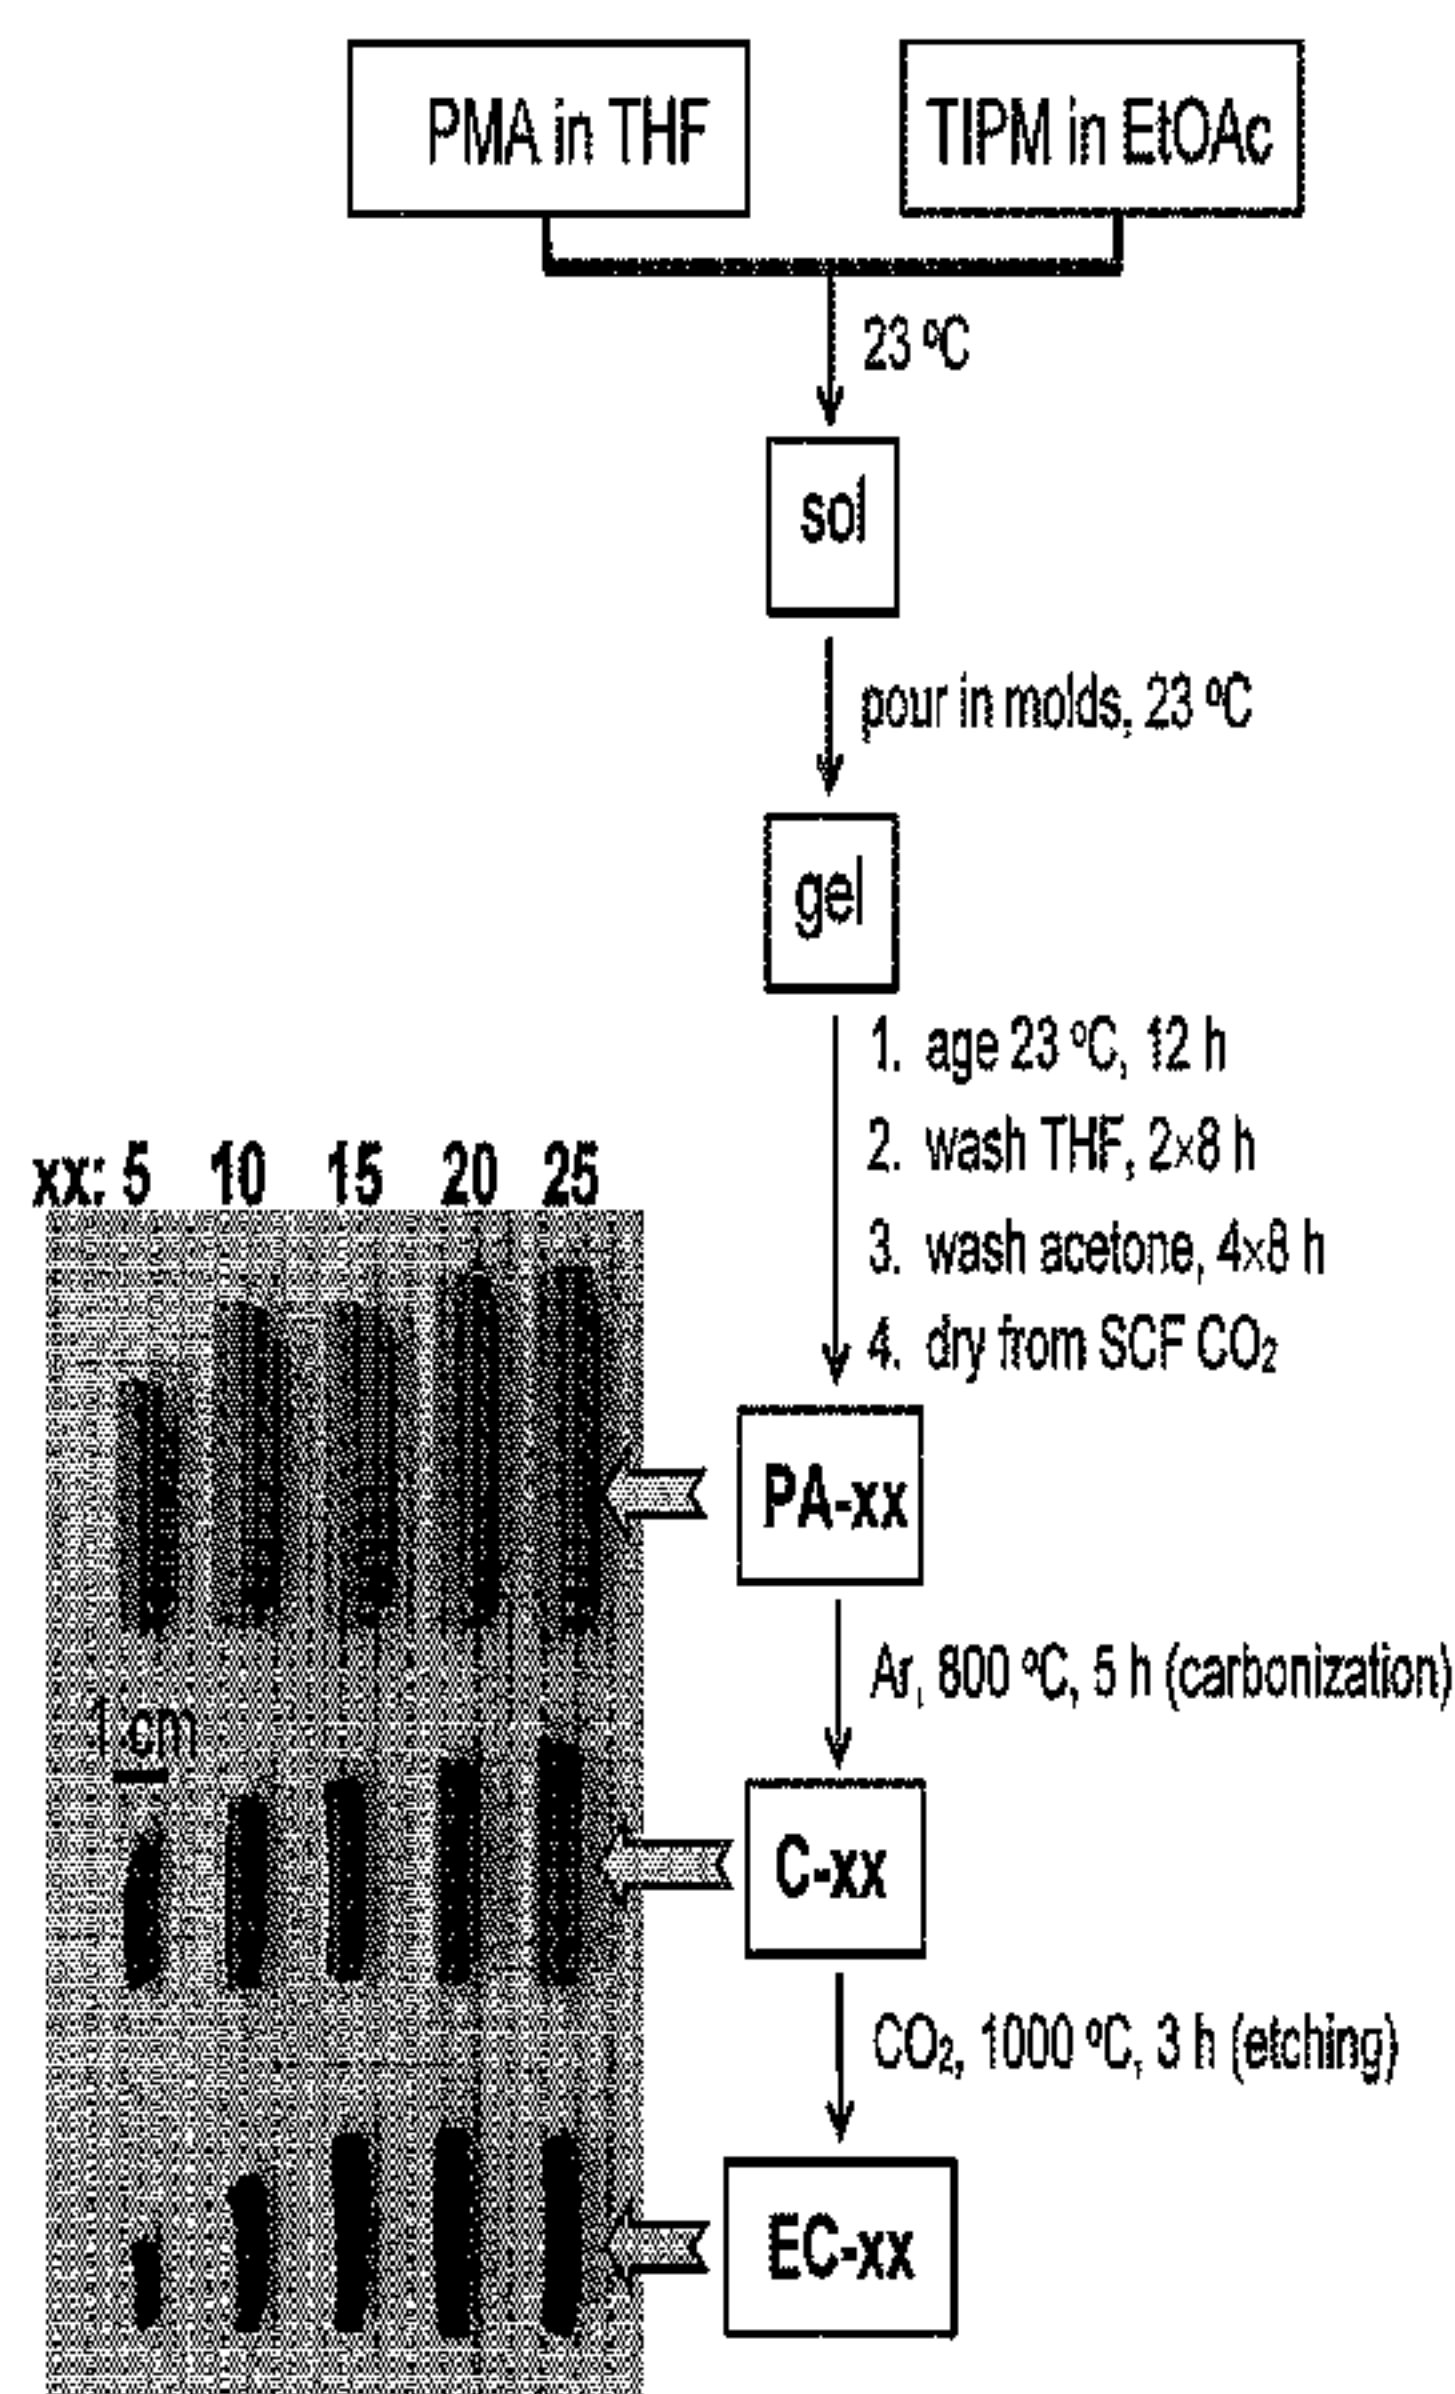 PMA in THF
TIPM in EtOAc
23 ºC
sol
pour in molds, 23 ºC
gel
1. age 23 ºC, 12 h
2. wash THF, 2×8 h
3. wash acetone, 4×8 h
4. dry from SCF CO₂
xx: 5 10 15 20 25
PA-xx
Ar, 800 ºC, 5 h (carbonization)
1 cm
C-xx
CO₂, 1000 ºC, 3 h (etching)
EC-xx